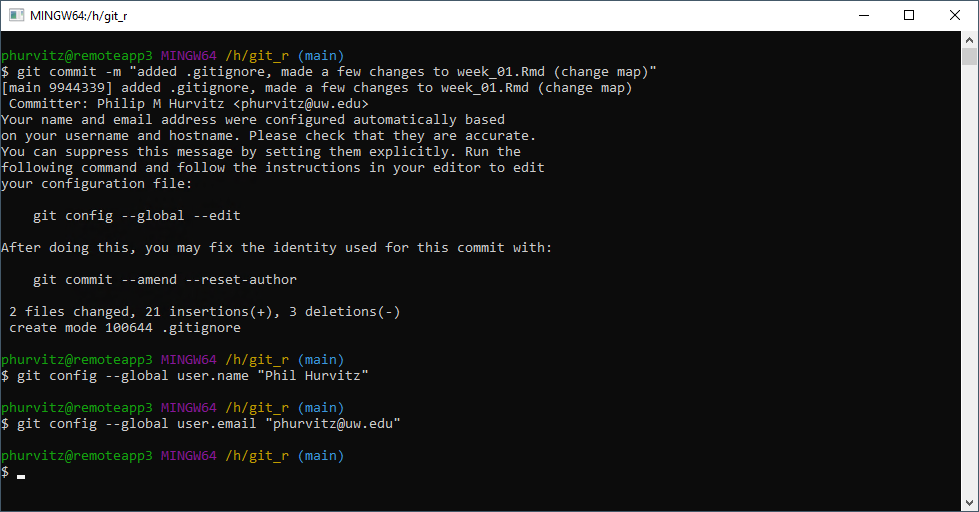 MINGW64:/h/git_r
phurvitz@remoteapp3 MINGW64 /h/git_r (main)
$ git commit -m "added .gitignore, made a few changes to week_01.Rmd (change map)"
[main 9944339] added .gitignore, made a few changes to week_01.Rmd (change map)
 Committer: Philip M Hurvitz <phurvitz@uw.edu>
Your name and email address were configured automatically based
on your username and hostname. Please check that they are accurate.
You can suppress this message by setting them explicitly. Run the
following command and follow the instructions in your editor to edit
your configuration file:
    git config --global --edit
After doing this, you may fix the identity used for this commit with:
    git commit --amend --reset-author
 2 files changed, 21 insertions(+), 3 deletions(-)
 create mode 100644 .gitignore
phurvitz@remoteapp3 MINGW64 /h/git_r (main)
$ git config --global user.name "Phil Hurvitz"
phurvitz@remoteapp3 MINGW64 /h/git_r (main)
$ git config --global user.email "phurvitz@uw.edu"
phurvitz@remoteapp3 MINGW64 /h/git_r (main)
$